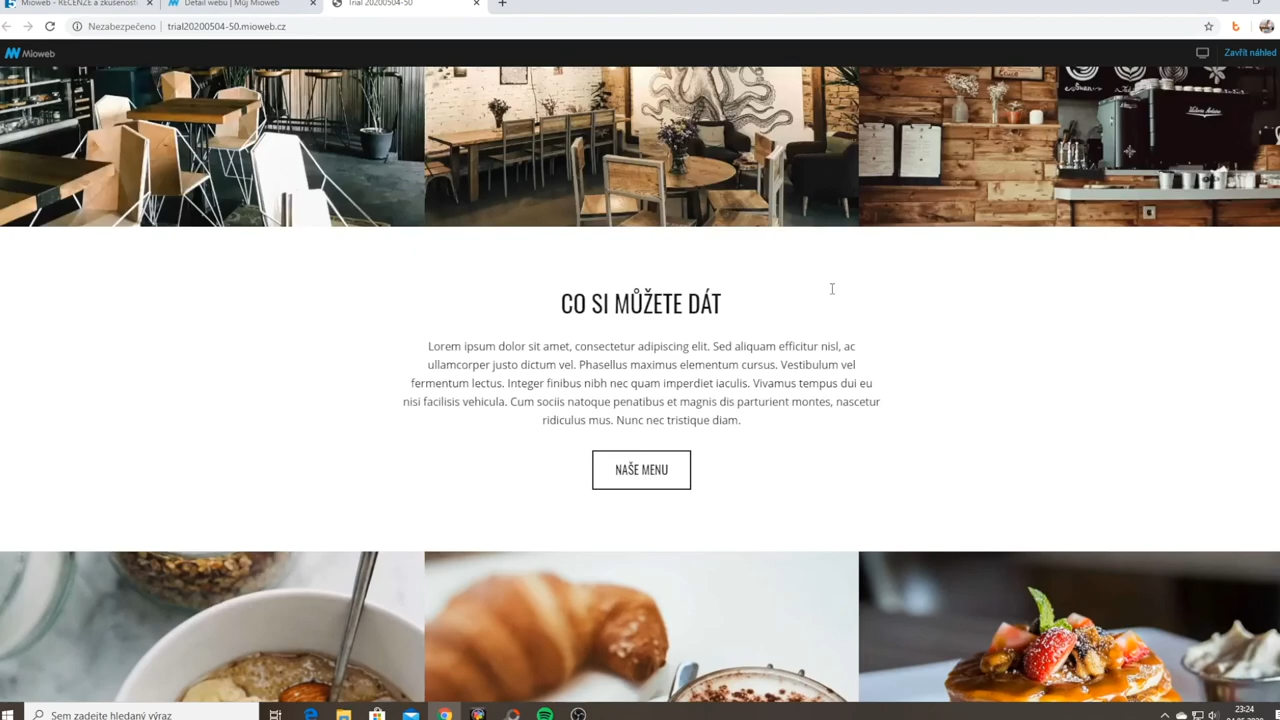 Mioweb - RECENZE a zkušenosti
Detail webu | Můj Mioweb
Trial 20200504-50
Nezabezpečeno
trial20200504-50.mioweb.cz
Mioweb
Zavřít náhled
CO SI MŮŽETE DÁT
Lorem ipsum dolor sit amet, consectetur adipiscing elit. Sed aliquam efficitur nisl, ac
ullamcorper justo dictum vel. Phasellus maximus elementum cursus. Vestibulum vel
fermentum lectus. Integer finibus nibh nec quam imperdiet iaculis. Vivamus tempus dui eu
nisi facilisis vehicula. Cum sociis natoque penatibus et magnis dis parturient montes, nascetur
ridiculus mus. Nunc nec tristique diam.
NAŠE MENU
Sem zadejte hledaný výraz
23:24